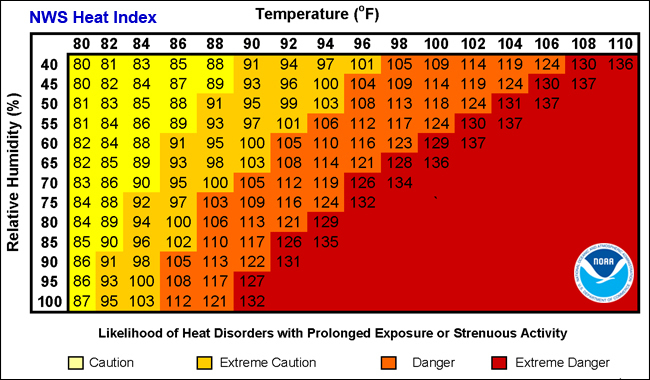 NWS Heat Index
Temperature (°F)
80 82 84 86 88 90 92 94 96 98 100 102 104 106 108 110
Relative Humidity (%)
40 80 81 83 85 88 91 94 97 101 105 109 114 119 124 130 136
45 80 82 84 87 89 93 96 100 104 109 114 119 124 130 137
50 81 83 85 88 91 95 99 103 108 113 118 124 131 137
55 81 84 86 89 93 97 101 106 112 117 124 130 137
60 82 84 88 91 95 100 105 110 116 123 129 137
65 82 85 89 93 98 103 108 114 121 128 136
70 83 86 90 95 100 105 112 119 126 134
75 84 88 92 97 103 109 116 124 132
80 84 89 94 100 106 113 121 129
85 85 90 96 102 110 117 126 135
90 86 91 98 105 113 122 131
95 86 93 100 108 117 127
100 87 95 103 112 121 132
NOAA
Likelihood of Heat Disorders with Prolonged Exposure or Strenuous Activity
Caution Extreme Caution Danger Extreme Danger